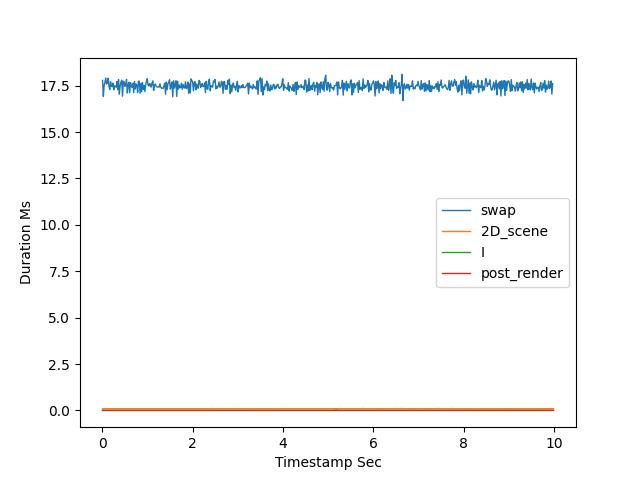 17.5
15.0
12.5
10.0
7.5
5.0
2.5
0.0
Duration Ms
swap
2D_scene
I
post_render
0 2 4 6 8 10
Timestamp Sec